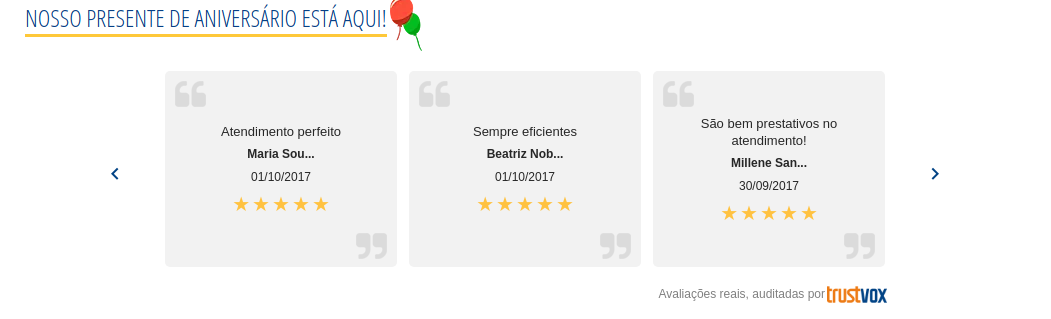 NOSSO PRESENTE DE ANIVERSÁRIO ESTÁ AQUI!
Atendimento perfeito
Maria Sou...
01/10/2017
Sempre eficientes
Beatriz Nob...
01/10/2017
São bem prestativos no
atendimento!
Millene San...
30/09/2017
Avaliações reais, auditadas por trustvox